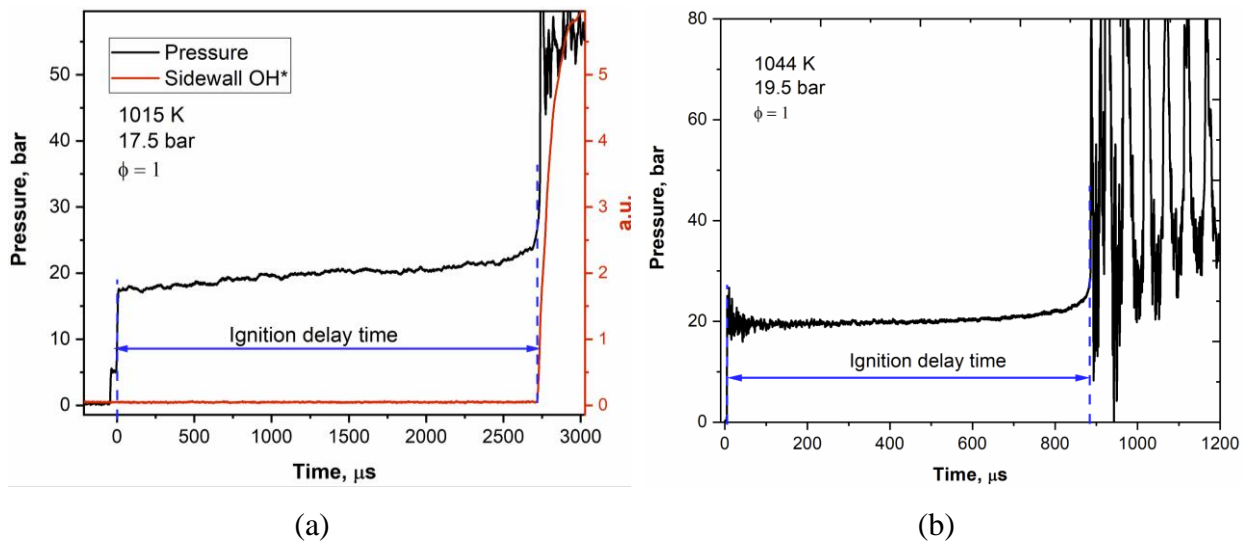 Pressure
Sidewall OH*
1015 K
17.5 bar
ϕ = 1
Ignition delay time
Pressure, bar
0
10
20
30
40
50
a.u.
0
1
2
3
4
5
0 500 1000 1500 2000 2500 3000
Time, μs
(a)
1044 K
19.5 bar
ϕ = 1
Ignition delay time
Pressure, bar
0
20
40
60
80
0 200 400 600 800 1000 1200
Time, μs
(b)